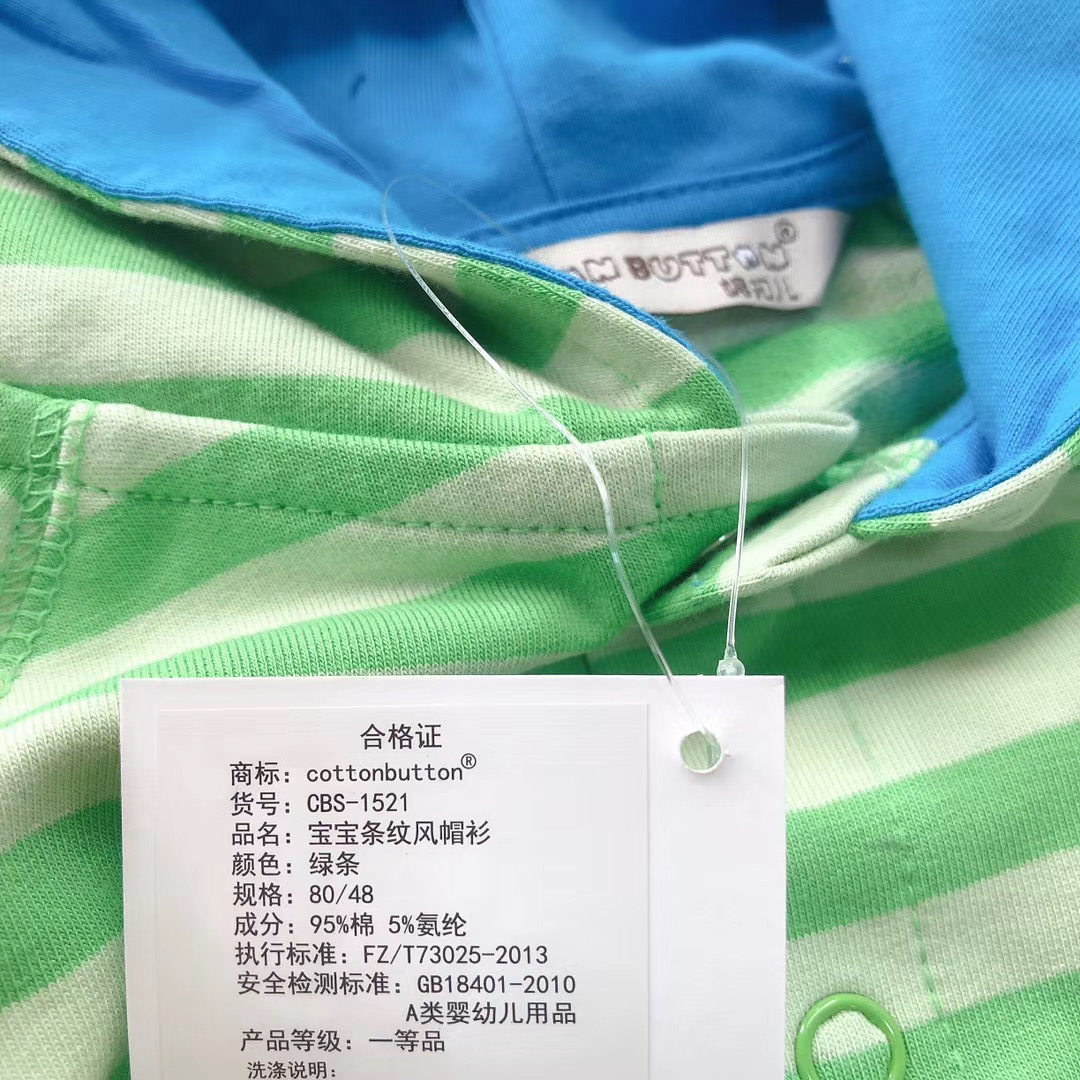 BUTTON®
合格证
商标：cottonbutton®
货号：CBS-1521
品名：宝宝条纹风帽衫
颜色：绿条
规格：80/48
成分：95%棉 5%氨纶
执行标准：FZ/T73025-2013
安全检测标准：GB18401-2010
A类婴幼儿用品
产品等级：一等品
洗涤说明：